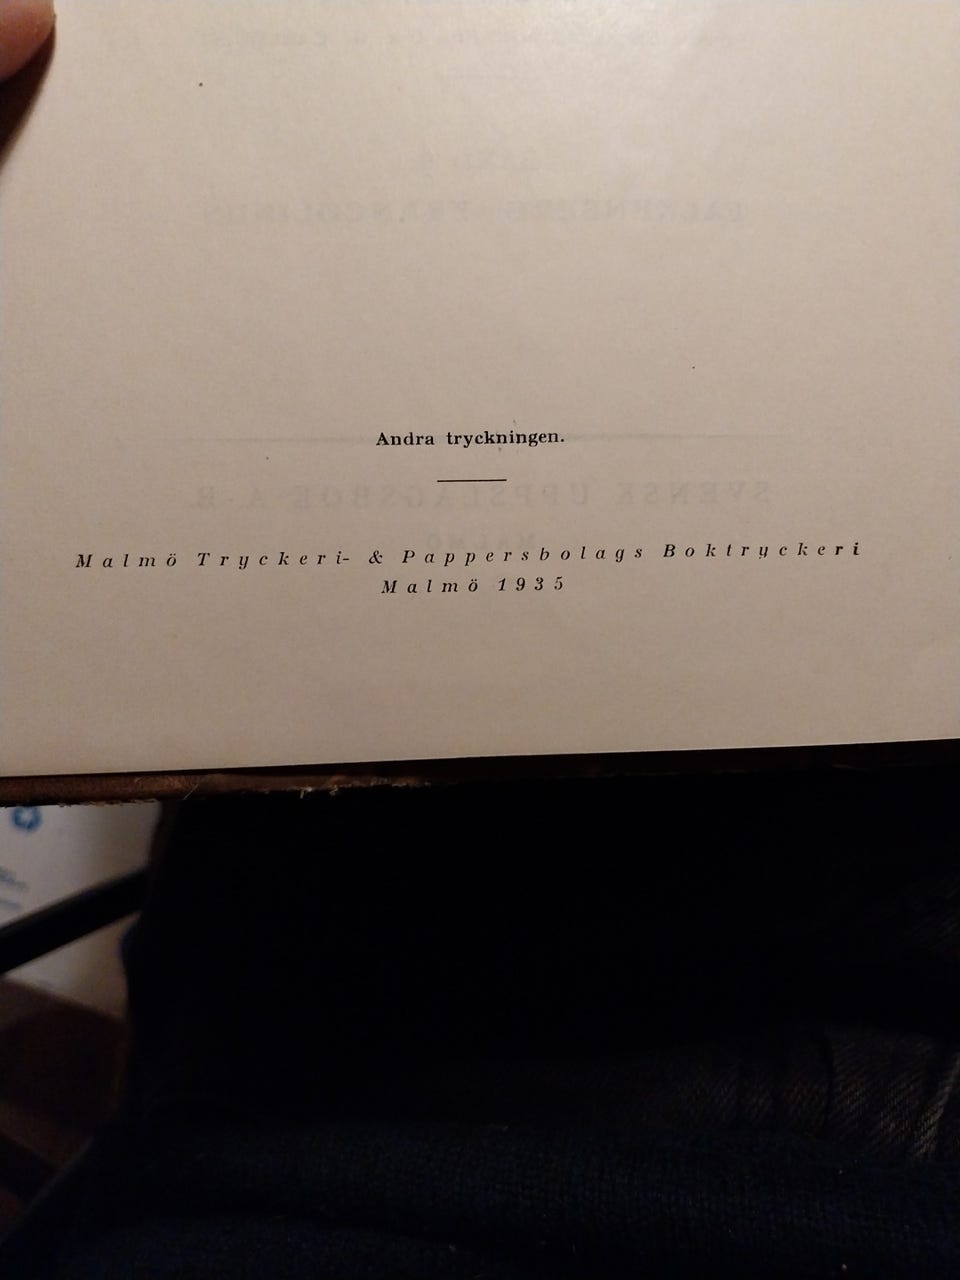 Andra tryckningen.
Malmö Tryckeri- & Pappersbolags Boktryckeri
Malmö 1935